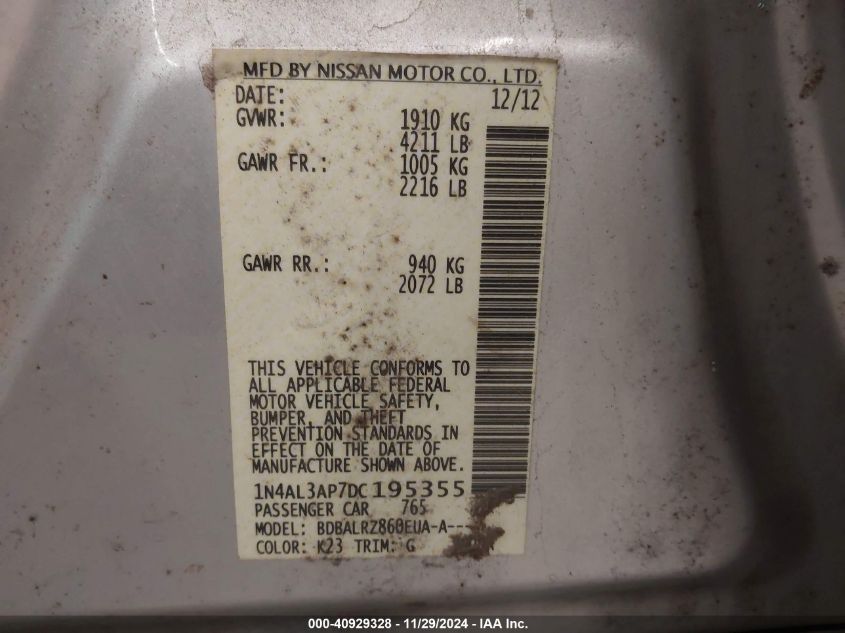 MFD BY NISSAN MOTOR CO., LTD.
DATE: 12/12
GVWR: 1910 KG
4211 LB
GAWR FR.: 1005 KG
2216 LB
GAWR RR.: 940 KG
2072 LB
THIS VEHICLE CONFORMS TO
ALL APPLICABLE FEDERAL
MOTOR VEHICLE SAFETY,
BUMPER, AND THEFT
PREVENTION STANDARDS IN
EFFECT ON THE DATE OF
MANUFACTURE SHOWN ABOVE.
1N4AL3AP7DC195355
PASSENGER CAR 765
MODEL: BDBALRZ860EUA-A---
COLOR: K23 TRIM: G
000-40929328 - 11/29/2024 - IAA Inc.